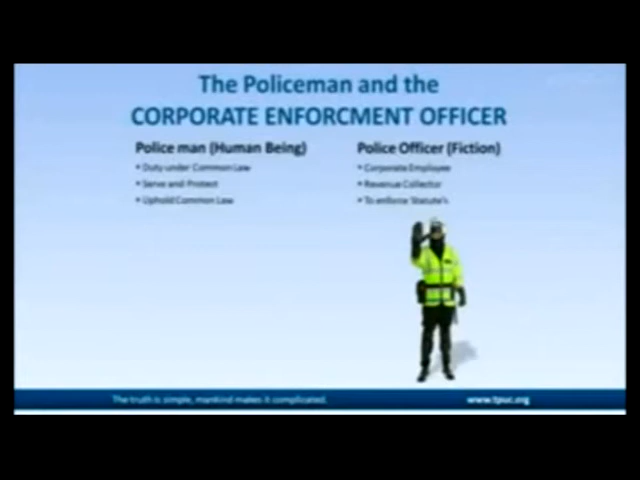 The Policeman and the
CORPORATE ENFORCMENT OFFICER
Police man (Human Being)
• Duty under Common Law
• Serve and Protect
• Uphold Common Law
Police Officer (Fiction)
• Corporate Employee
• Revenue Collector
• To enforce Statute's
The truth is simple, mankind makes it complicated.
www.tpuc.org